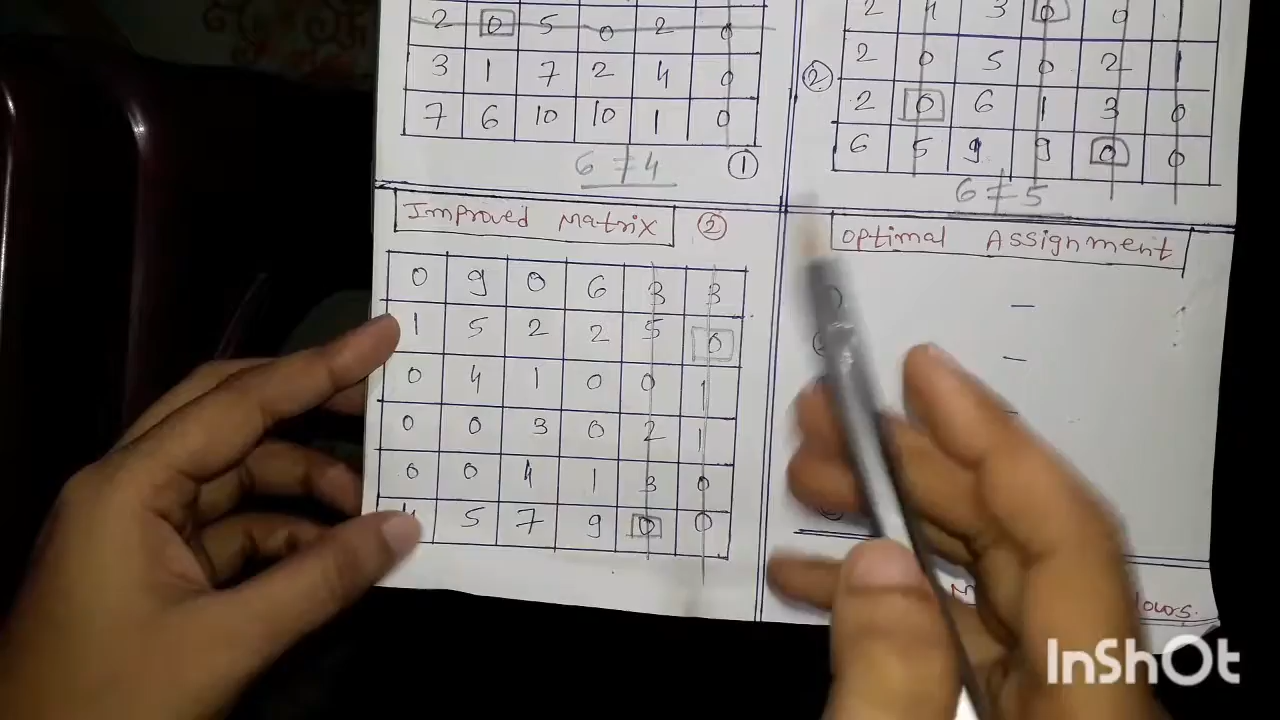 2 0 5 0 2 0
3 1 7 2 4 0
7 6 10 10 1 0
6 ≠ 4 ①
2 4 3 0 0 1
2 0 5 0 2 1
②
2 0 6 1 3 0
6 5 9 9 0 0
6 ≠ 5
Improved Matrix ②
0 9 0 6 3 3
1 5 2 2 5 0
0 4 1 0 0 1
0 0 3 0 2 1
0 0 4 1 3 0
4 5 7 9 0 0
Optimal Assignment
–
–
InShOt